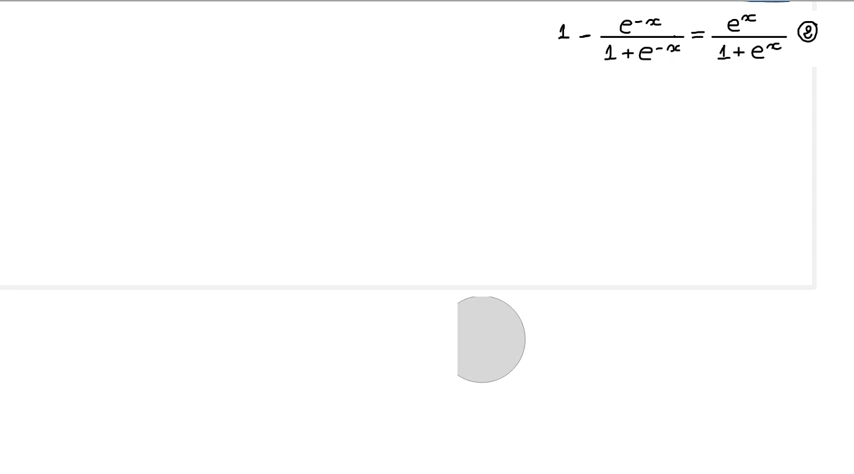 1 - e^-x / (1 + e^-x) = e^x / (1 + e^x) ②